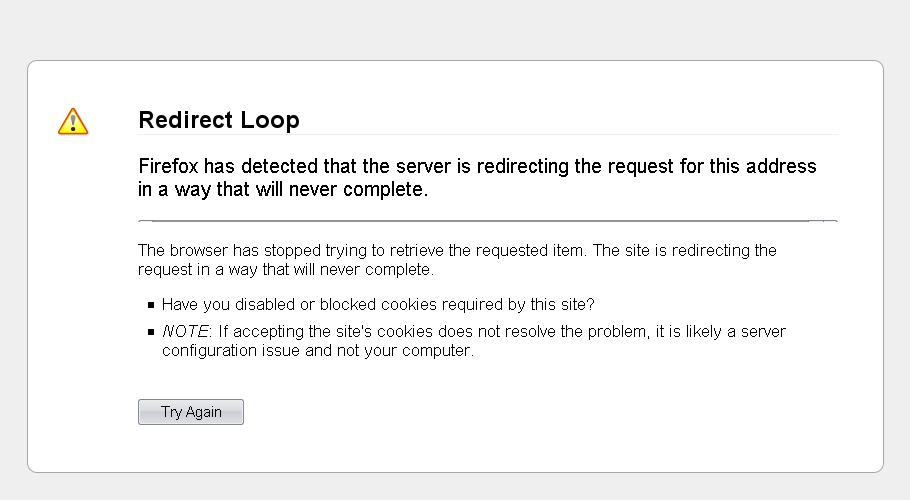 Redirect Loop
Firefox has detected that the server is redirecting the request for this address
in a way that will never complete.
The browser has stopped trying to retrieve the requested item. The site is redirecting the
request in a way that will never complete.
Have you disabled or blocked cookies required by this site?
NOTE: If accepting the site's cookies does not resolve the problem, it is likely a server
configuration issue and not your computer.
Try Again